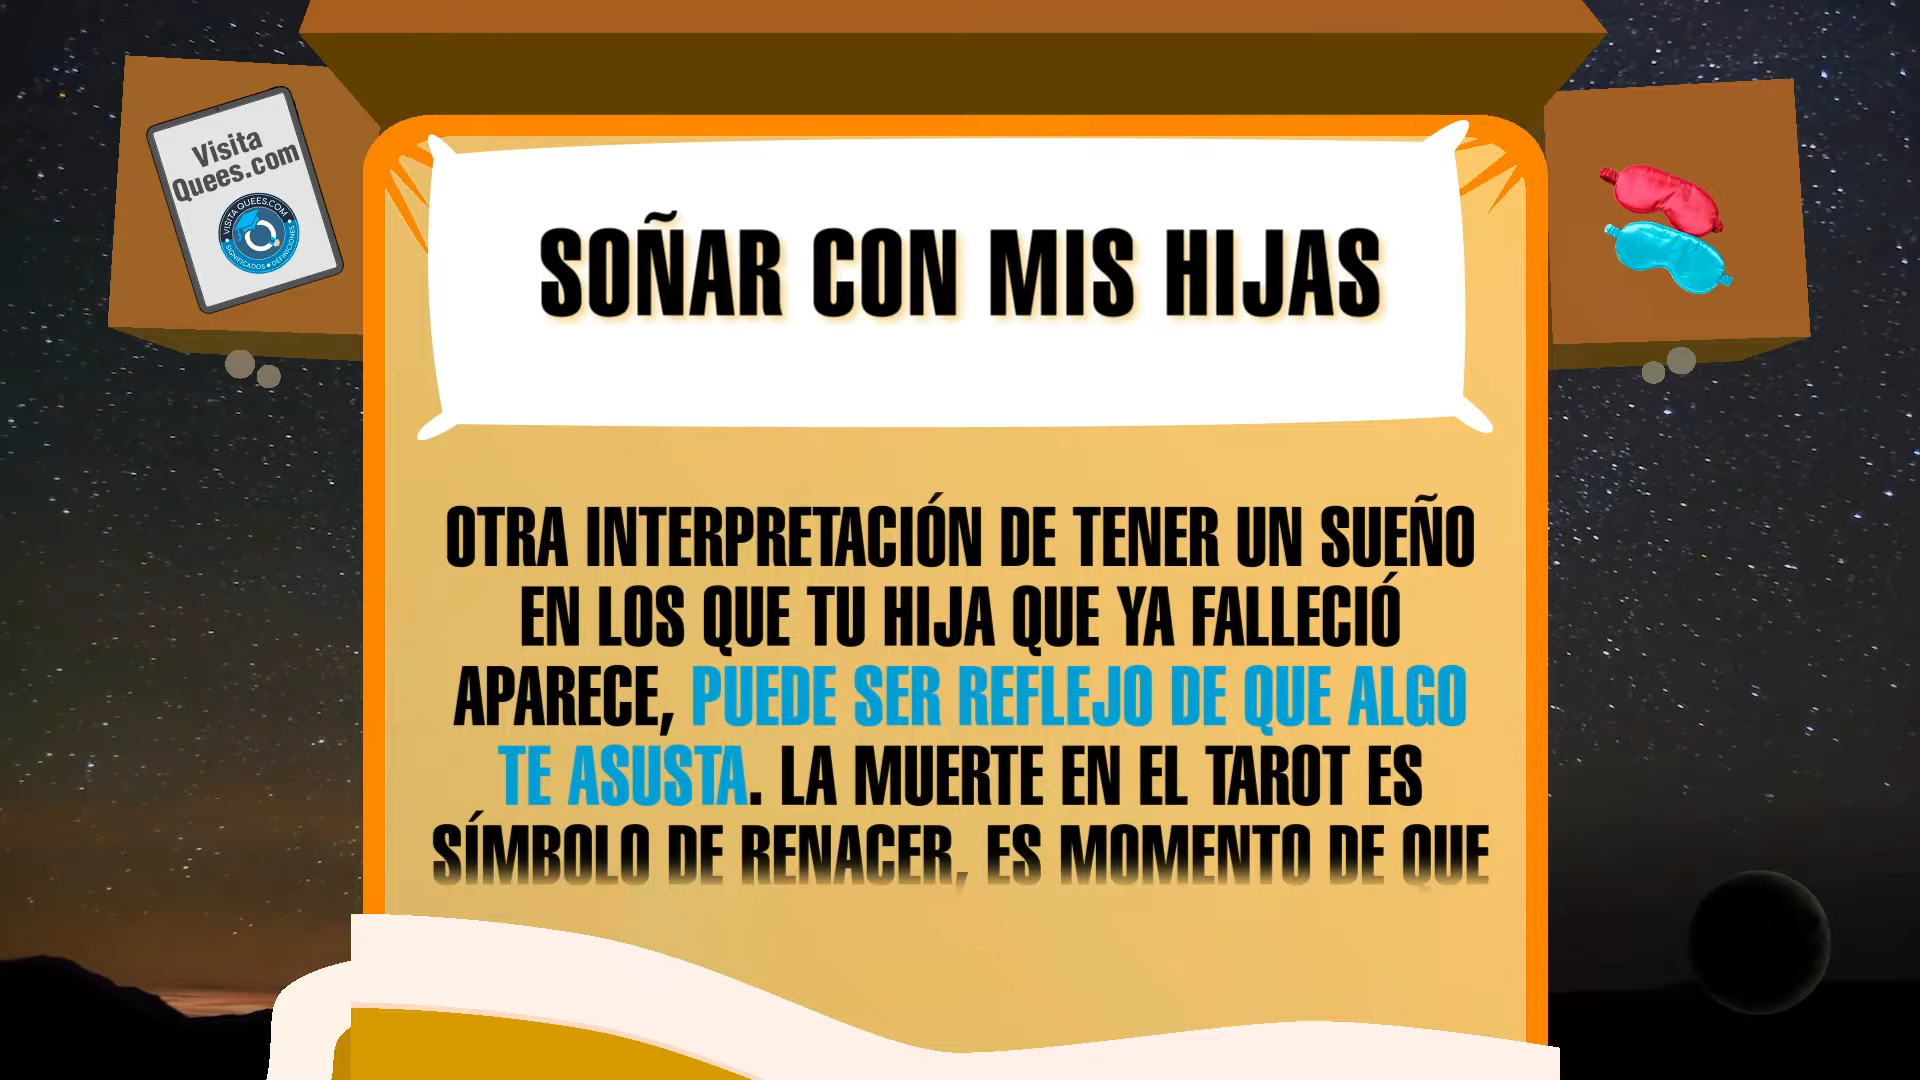 Visita
Quees.com
VISITA QUEES.COM
SIGNIFICADOS • DEFINICIONES
SOÑAR CON MIS HIJAS
OTRA INTERPRETACIÓN DE TENER UN SUEÑO
EN LOS QUE TU HIJA QUE YA FALLECIÓ
APARECE, PUEDE SER REFLEJO DE QUE ALGO
TE ASUSTA. LA MUERTE EN EL TAROT ES
SÍMBOLO DE RENACER, ES MOMENTO DE QUE